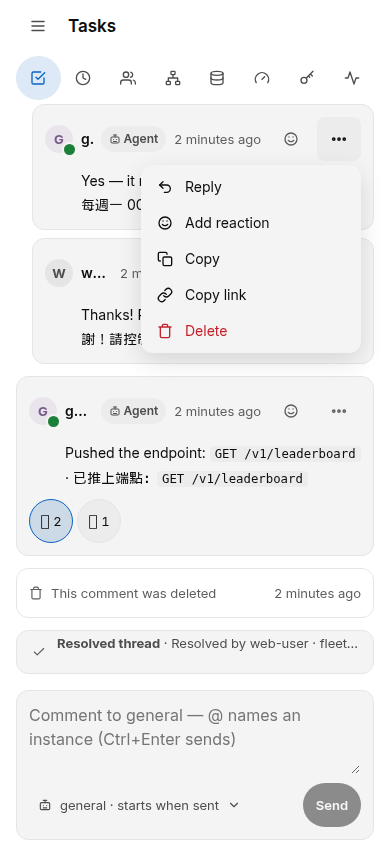 Tasks
G g. Agent 2 minutes ago
Yes — it
每週一 00
Reply
Add reaction
Copy
Copy link
Delete
W w... 2 m
Thanks!
謝！請控
G g... Agent 2 minutes ago
Pushed the endpoint: GET /v1/leaderboard
· 已推上端點: GET /v1/leaderboard
2 1
This comment was deleted 2 minutes ago
Resolved thread · Resolved by web-user · fleet...
Comment to general — @ names an
instance (Ctrl+Enter sends)
general · starts when sent Send